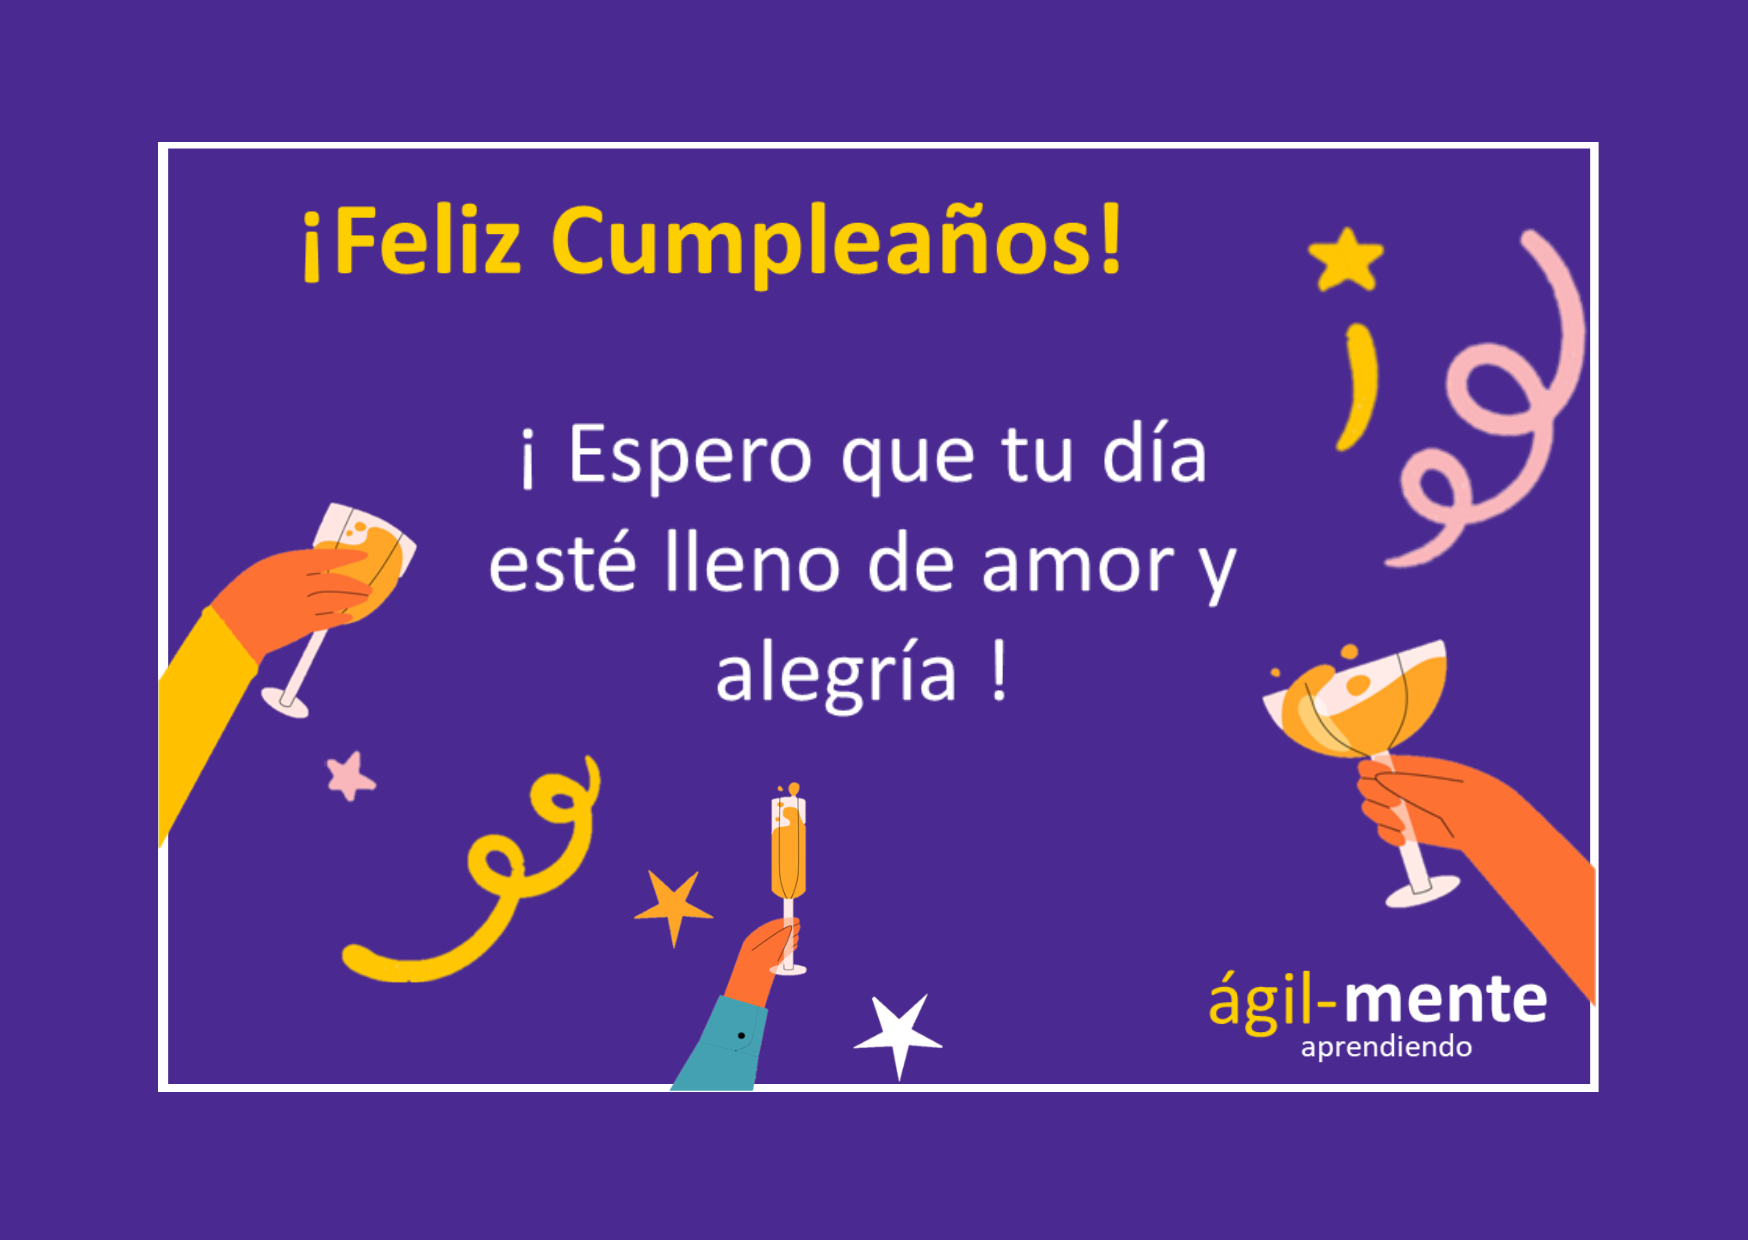 ¡Feliz Cumpleaños!
¡ Espero que tu día
esté lleno de amor y
alegría !
ágil-mente
aprendiendo